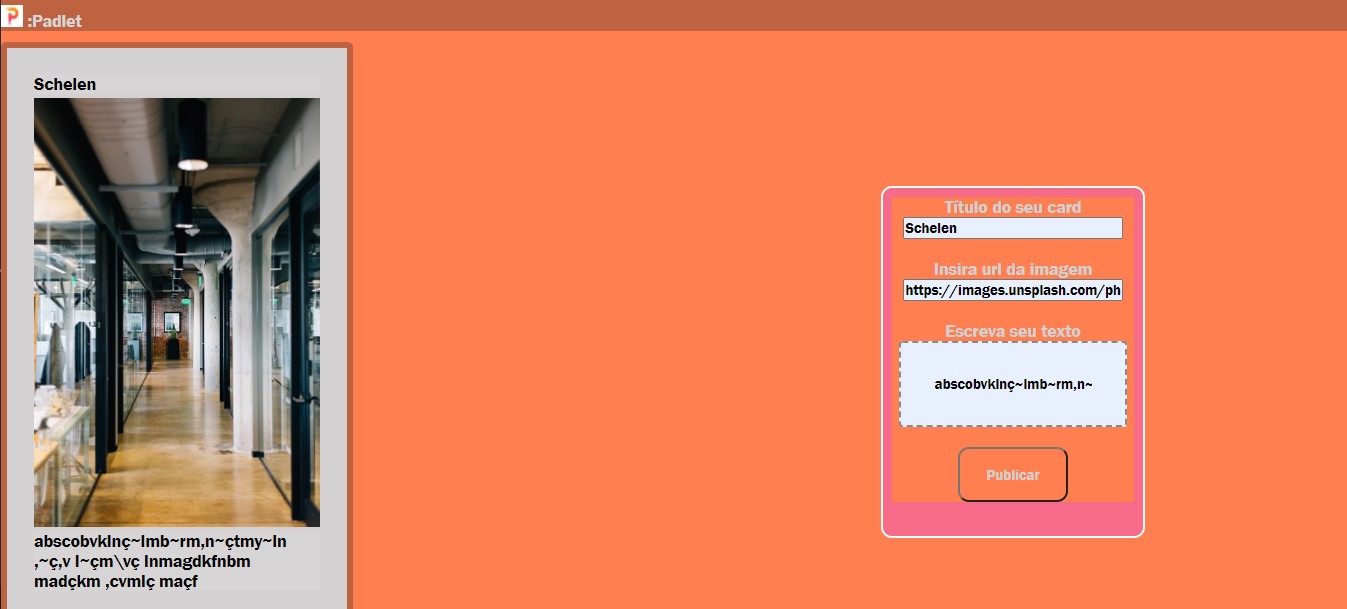 :Padlet
Schelen
abscobvklnç~lmb~rm,n~çtmy~ln
,~ç,v l~çm\vç lnmagdkfnbm
madçkm ,cvmlç maçf
Título do seu card
Schelen
Insira url da imagem
https://images.unsplash.com/ph
Escreva seu texto
abscobvklnç~lmb~rm,n~
Publicar